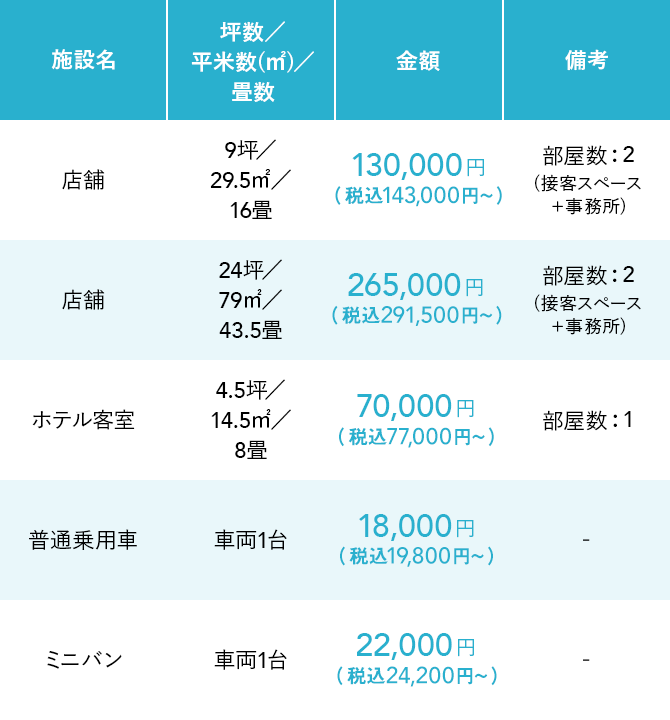 施設名
坪数／
平米数(㎡)／
畳数
金額
備考
店舗
9坪／
29.5㎡／
16畳
130,000円
(税込143,000円~)
部屋数：2
(接客スペース
+事務所)
店舗
24坪／
79㎡／
43.5畳
265,000円
(税込291,500円~)
部屋数：2
(接客スペース
+事務所)
ホテル客室
4.5坪／
14.5㎡／
8畳
70,000円
(税込77,000円~)
部屋数：1
普通乗用車
車両1台
18,000円
(税込19,800円~)
-
ミニバン
車両1台
22,000円
(税込24,200円~)
-